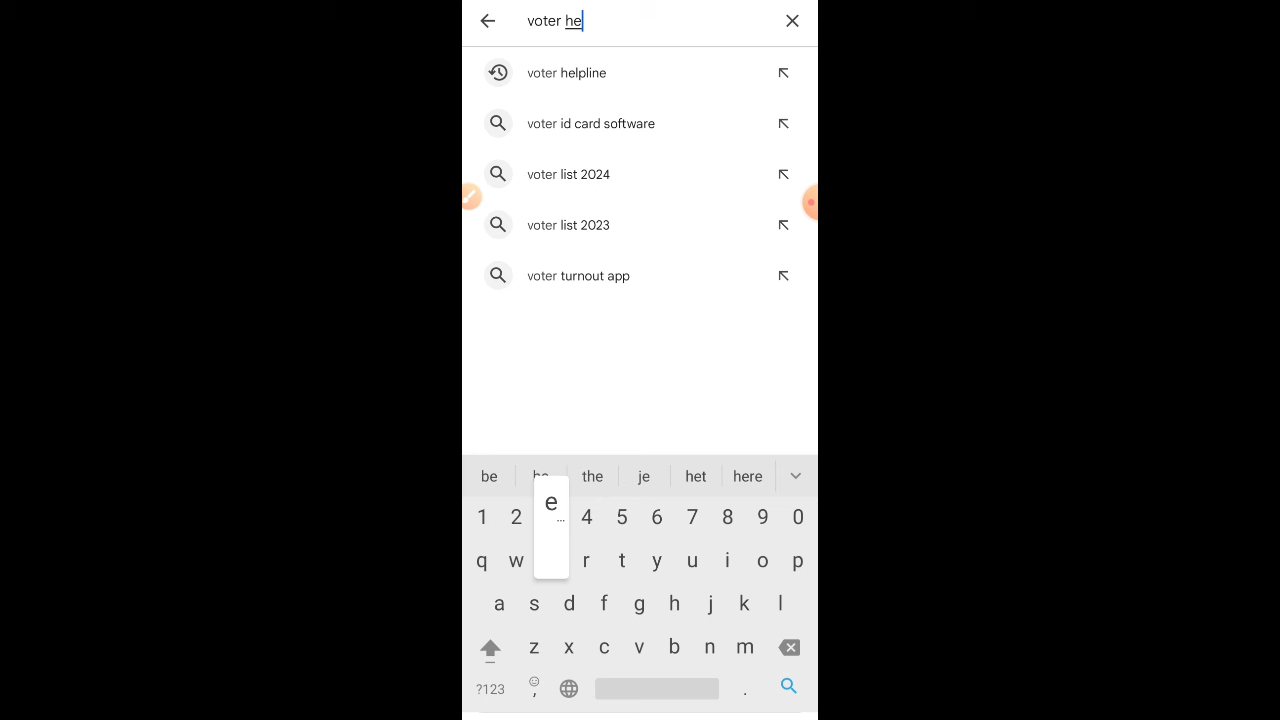 voter he
voter helpline
voter id card software
voter list 2024
voter list 2023
voter turnout app
be the je het here
e
...
1 2 4 5 6 7 8 9 0
q w r t y u i o p
a s d f g h j k l
z x c v b n m
?123 , .